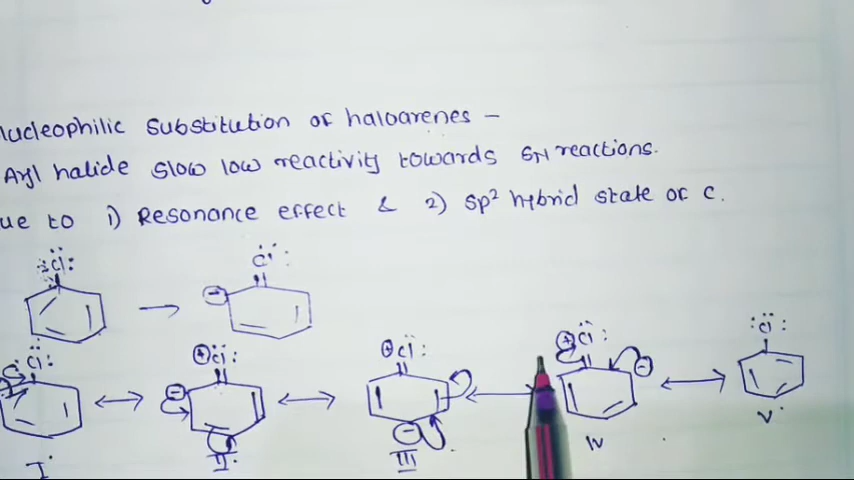 lucleophilic substitution of haloarenes -
Aryl halide slow low reactivity towards SN reactions.
ue to 1) Resonance effect & 2) sp² hybrid state of c.
:Cl: Cl:
Cl: ⊕Cl: ⊕Cl: ⊕Cl: :Cl:
I. II. III IV V